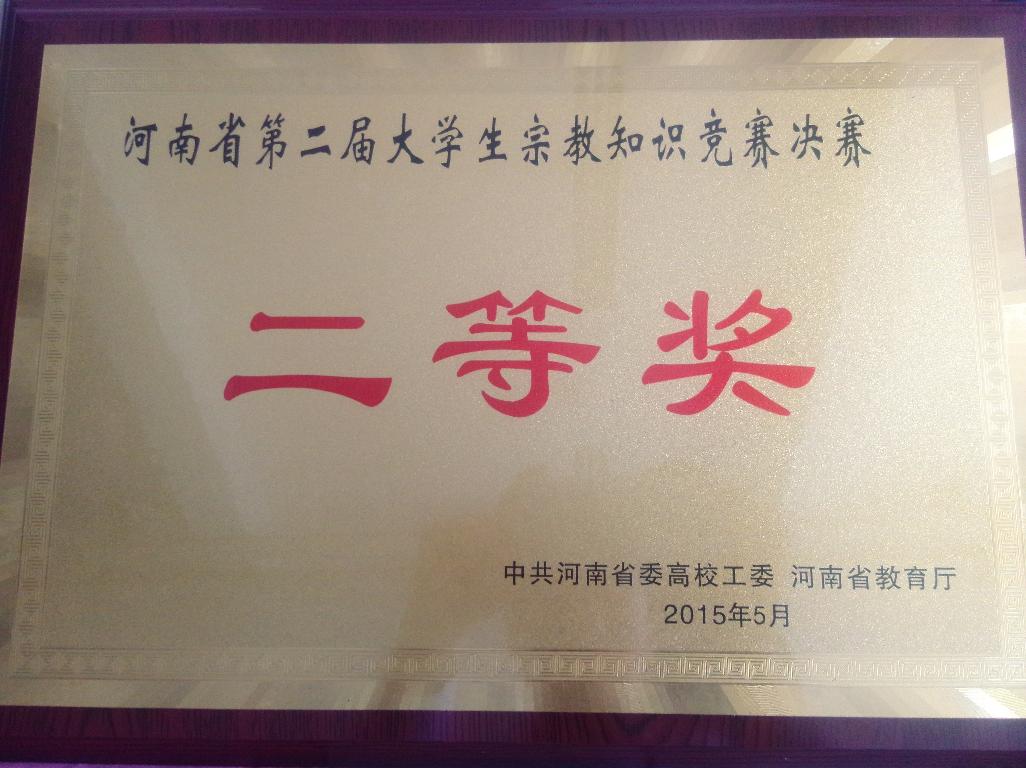 河南省第二届大学生宗教知识竞赛决赛
二等奖
中共河南省委高校工委 河南省教育厅
2015年5月